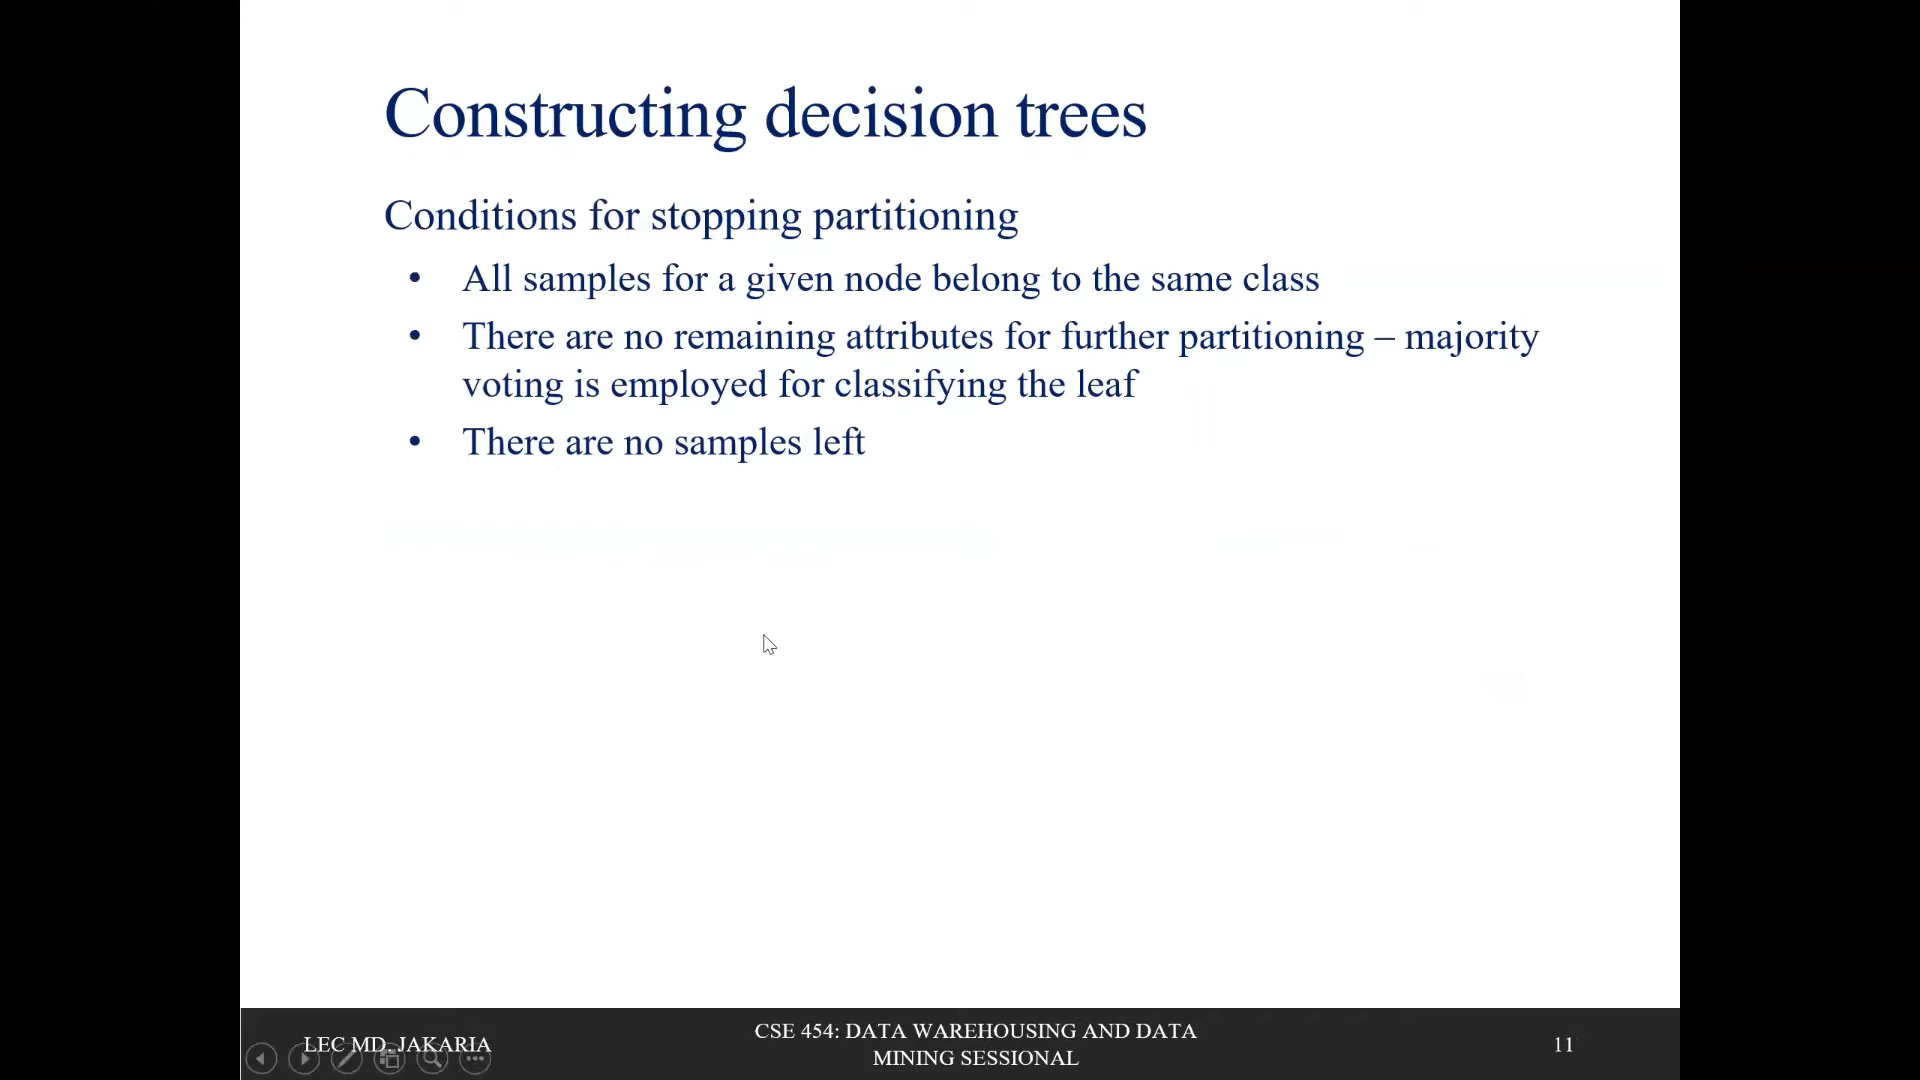 Constructing decision trees
Conditions for stopping partitioning
• All samples for a given node belong to the same class
• There are no remaining attributes for further partitioning – majority
voting is employed for classifying the leaf
• There are no samples left
LEC MD. JAKARIA
CSE 454: DATA WAREHOUSING AND DATA
MINING SESSIONAL
11